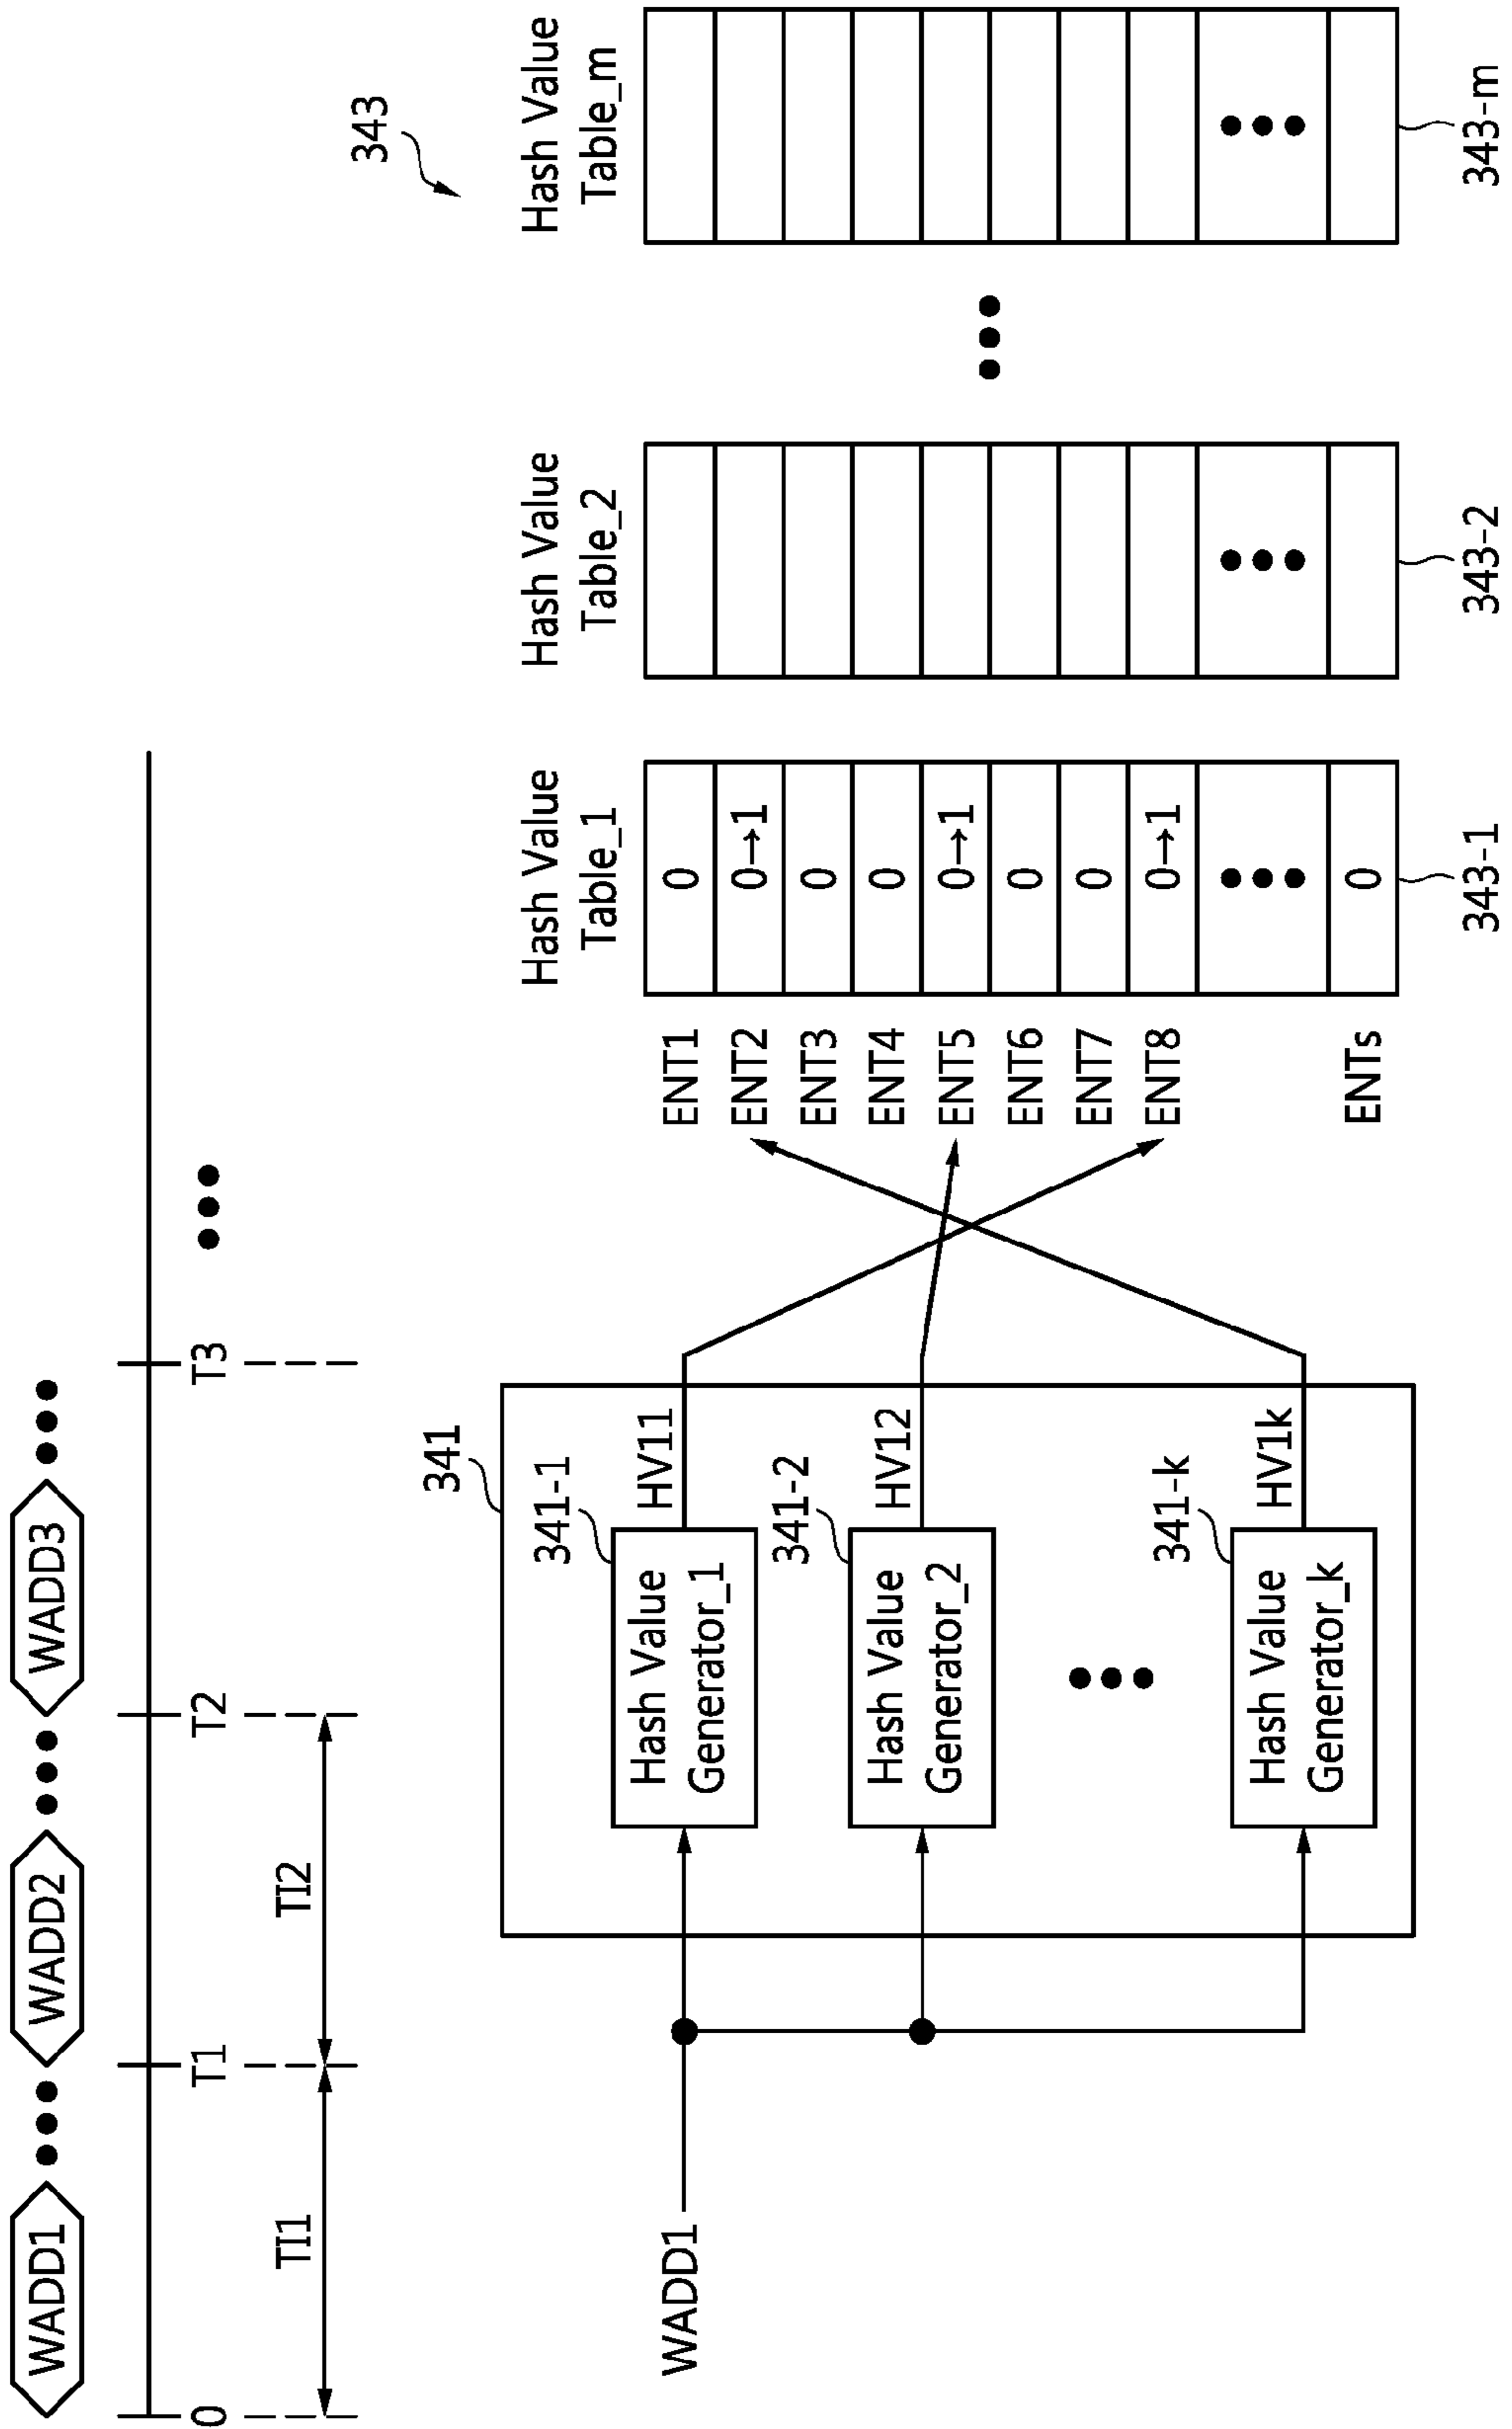 WADD1
WADD2
WADD3
0
T1
T2
T3
TI1
TI2
343
341
WADD1
341-1
Hash Value
Generator_1
HV11
341-2
Hash Value
Generator_2
HV12
341-k
Hash Value
Generator_k
HV1k
Hash Value
Table_1
Hash Value
Table_2
Hash Value
Table_m
ENT1
0
ENT2
0→1
ENT3
0
ENT4
0
ENT5
0→1
ENT6
0
ENT7
0
ENT8
0→1
ENTs
0
343-1
343-2
343-m